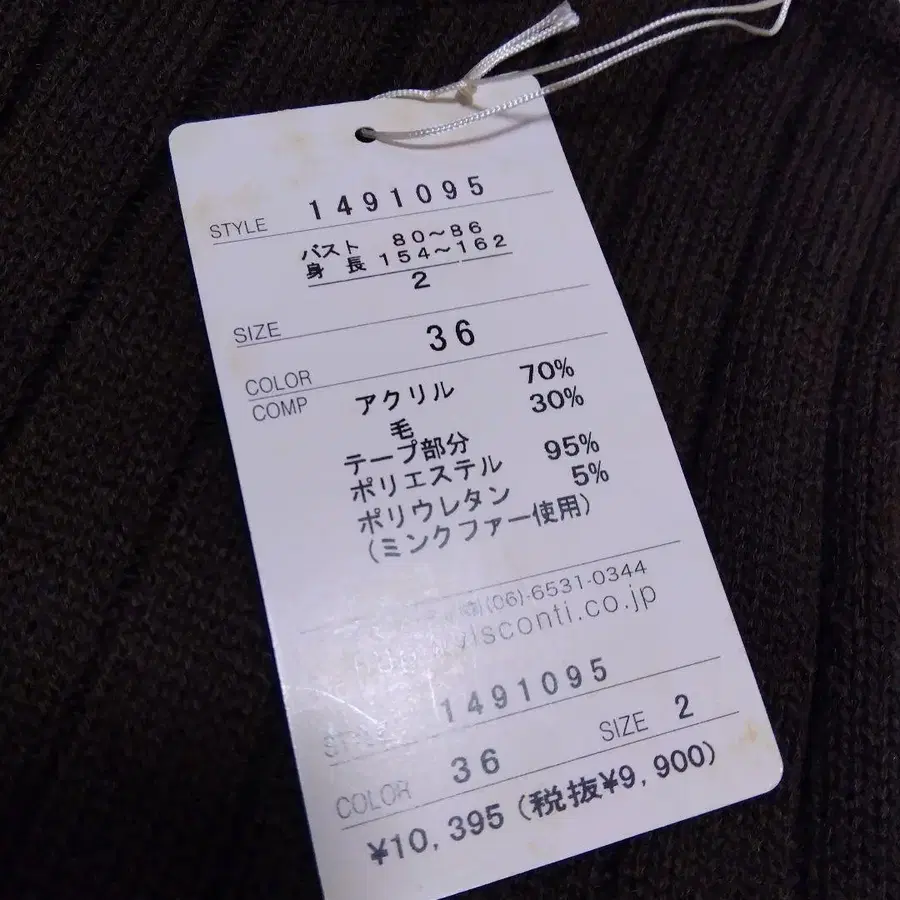 STYLE 1491095
バスト 80〜86
身長 154〜162
2
SIZE
36
COLOR
COMP アクリル 70%
毛 30%
テープ部分
ポリエステル 95%
ポリウレタン 5%
(ミンクファー使用)
(06)-6531-0344
visconti.co.jp
STYLE 1491095
COLOR 36 SIZE 2
¥10,395 (税抜¥9,900)